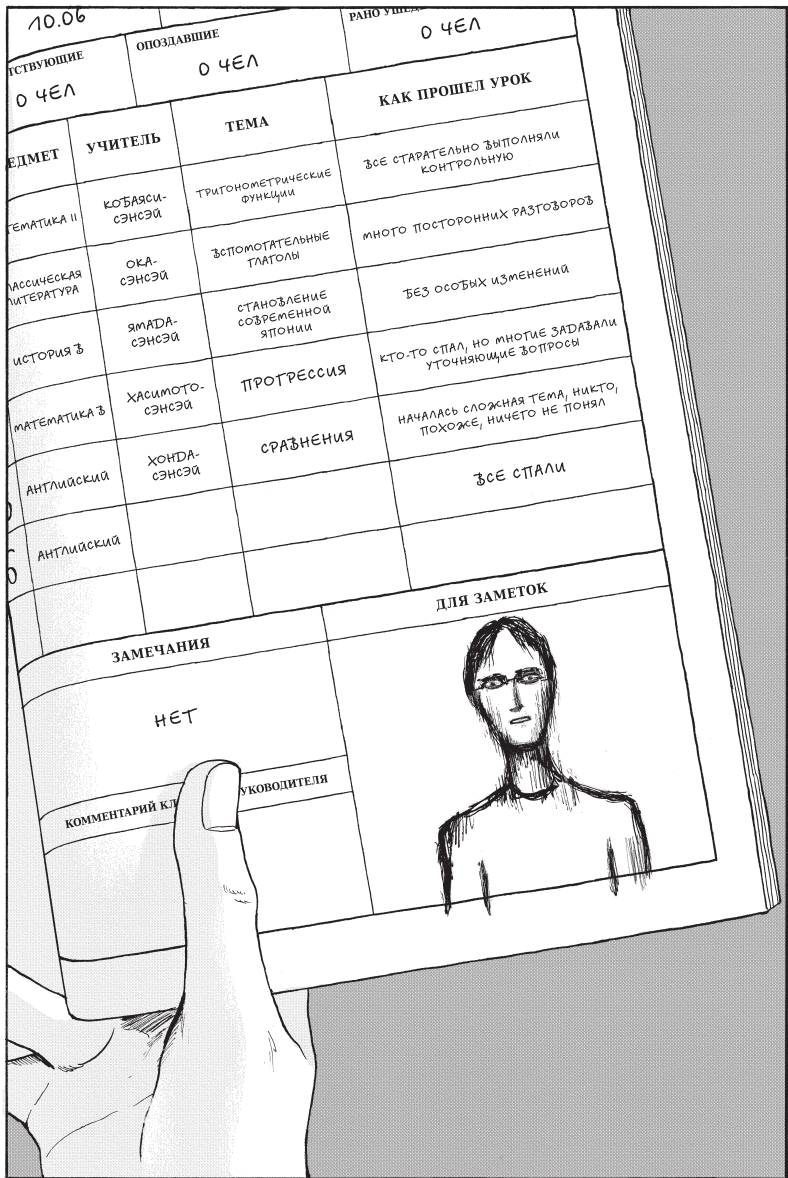 10.06
ТСТВУЮЩИЕ
0 ЧЕЛ
ОПОЗДАВШИЕ
0 ЧЕЛ
РАНО УШЕД
0 ЧЕЛ
ЕДМЕТ
УЧИТЕЛЬ
ТЕМА
КАК ПРОШЕЛ УРОК
ТЕМАТИКА II
КОБАЯСИ-
СЭНСЭЙ
ТРИГОНОМЕТРИЧЕСКИЕ
ФУНКЦИИ
ВСЕ СТАРАТЕЛЬНО ВЫПОЛНЯЛИ
КОНТРОЛЬНУЮ
ЛАССИЧЕСКАЯ
ЛИТЕРАТУРА
ОКА-
СЭНСЭЙ
ВСПОМОГАТЕЛЬНЫЕ
ГЛАГОЛЫ
МНОГО ПОСТОРОННИХ РАЗГОВОРОВ
ИСТОРИЯ В
ЯМАДА-
СЭНСЭЙ
СТАНОВЛЕНИЕ
СОВРЕМЕННОЙ
ЯПОНИИ
БЕЗ ОСОБЫХ ИЗМЕНЕНИЙ
МАТЕМАТИКА В
ХАСИМОТО-
СЭНСЭЙ
ПРОГРЕССИЯ
КТО-ТО СПАЛ, НО МНОГИЕ ЗАДАВАЛИ
УТОЧНЯЮЩИЕ ВОПРОСЫ
АНГЛИЙСКИЙ
ХОНДА-
СЭНСЭЙ
СРАВНЕНИЯ
НАЧАЛАСЬ СЛОЖНАЯ ТЕМА, НИКТО,
ПОХОЖЕ, НИЧЕГО НЕ ПОНЯЛ
АНГЛИЙСКИЙ
ВСЕ СПАЛИ
ЗАМЕЧАНИЯ
НЕТ
КОММЕНТАРИЙ КЛ УКОВОДИТЕЛЯ
ДЛЯ ЗАМЕТОК